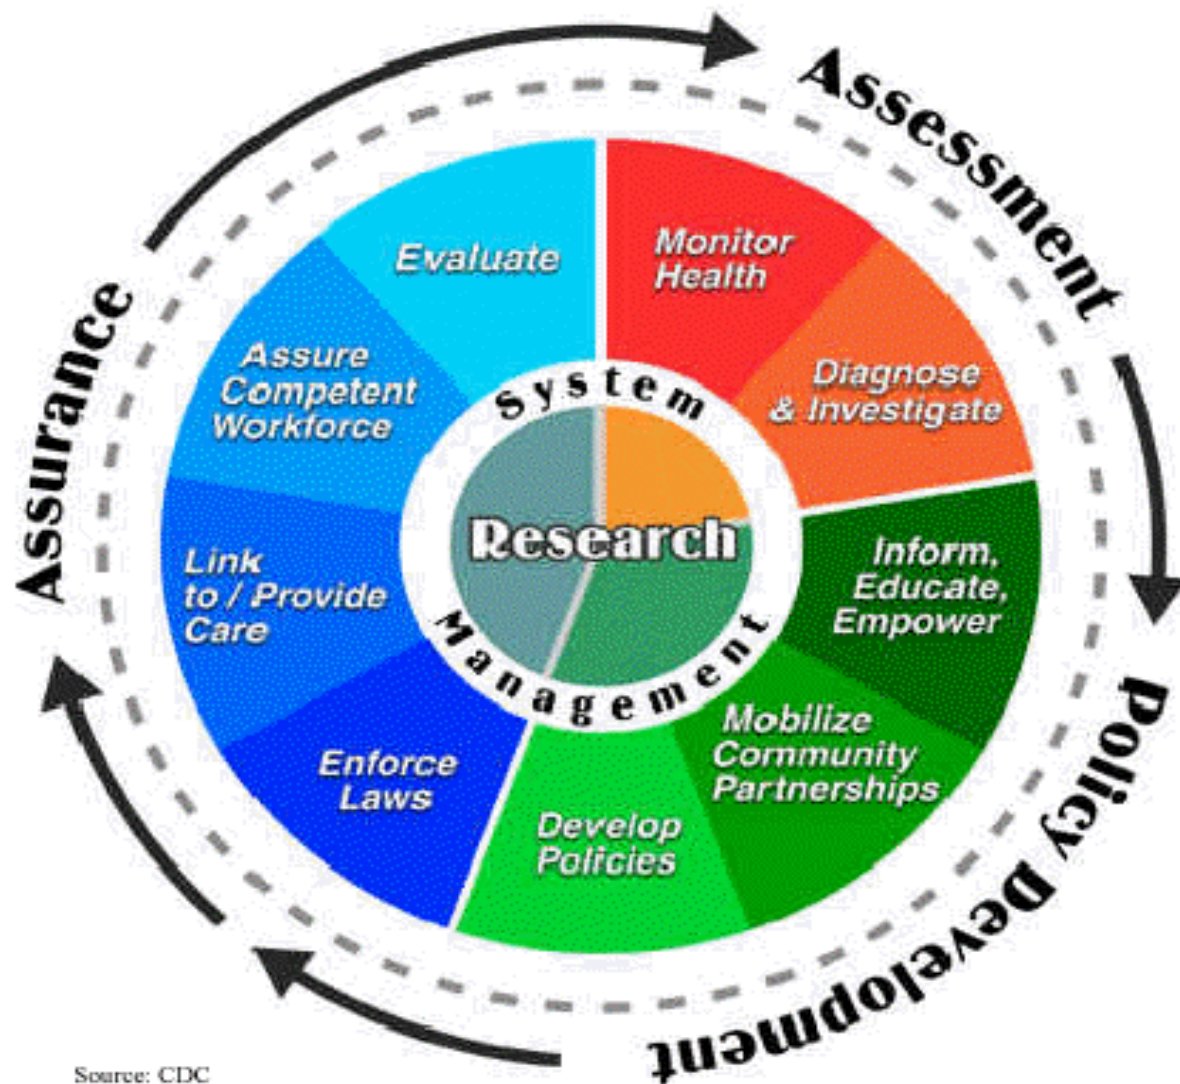 Assessment
Policy Development
Assurance
Monitor
Health
Diagnose
& Investigate
Inform,
Educate,
Empower
Mobilize
Community
Partnerships
Develop
Policies
Enforce
Laws
Link
to / Provide
Care
Assure
Competent
Workforce
Evaluate
System
Management
Research
Source: CDC